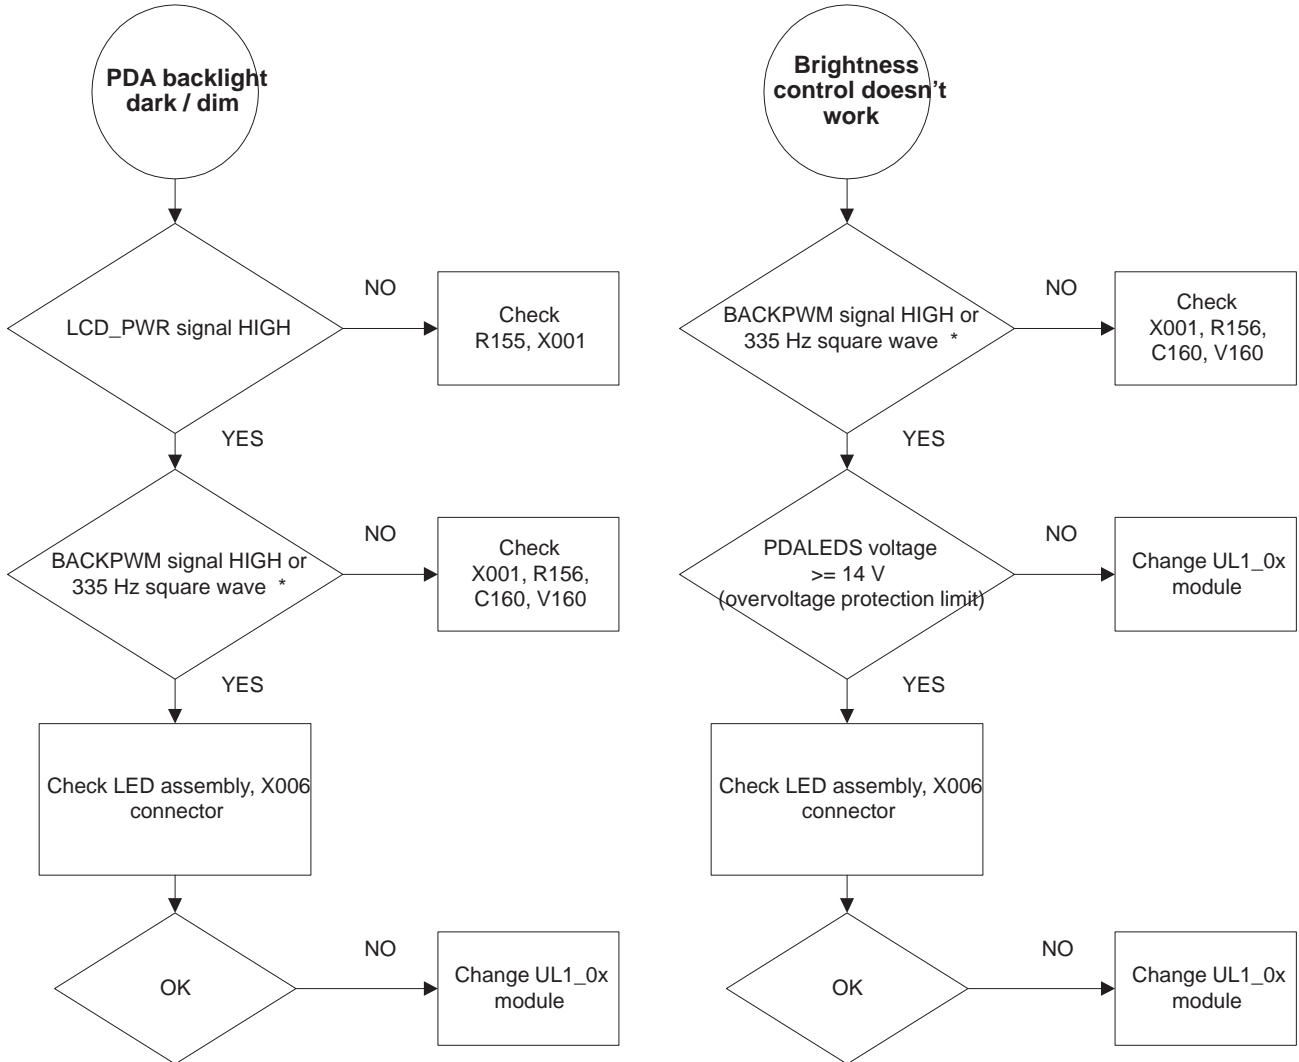 PDA backlight
dark / dim
LCD_PWR signal HIGH
NO
Check
R155, X001
YES
BACKPWM signal HIGH or
335 Hz square wave *
NO
Check
X001, R156,
C160, V160
YES
Check LED assembly, X006
connector
OK
NO
Change UL1_0x
module
Brightness
control doesn't
work
BACKPWM signal HIGH or
335 Hz square wave *
NO
Check
X001, R156,
C160, V160
YES
PDALEDS voltage
>= 14 V
(overvoltage protection limit)
NO
Change UL1_0x
module
YES
Check LED assembly, X006
connector
OK
NO
Change UL1_0x
module